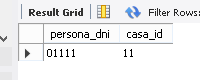 Result Grid Filter Rows:
persona_dni casa_id
01111 11